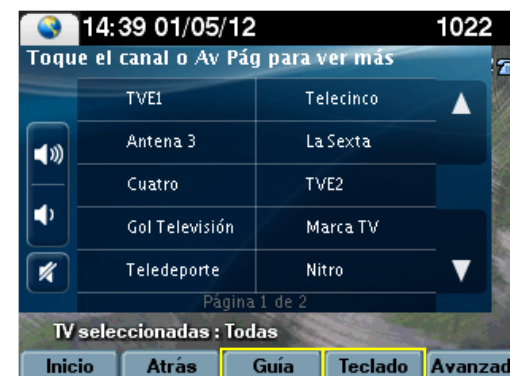 14:39 01/05/12 1022
Toque el canal o Av Pág para ver más
TVE1 Telecinco
Antena 3 La Sexta
Cuatro TVE2
Gol Televisión Marca TV
Teledeporte Nitro
Página 1 de 2
TV seleccionadas : Todas
Inicio Atrás Guía Teclado Avanzad